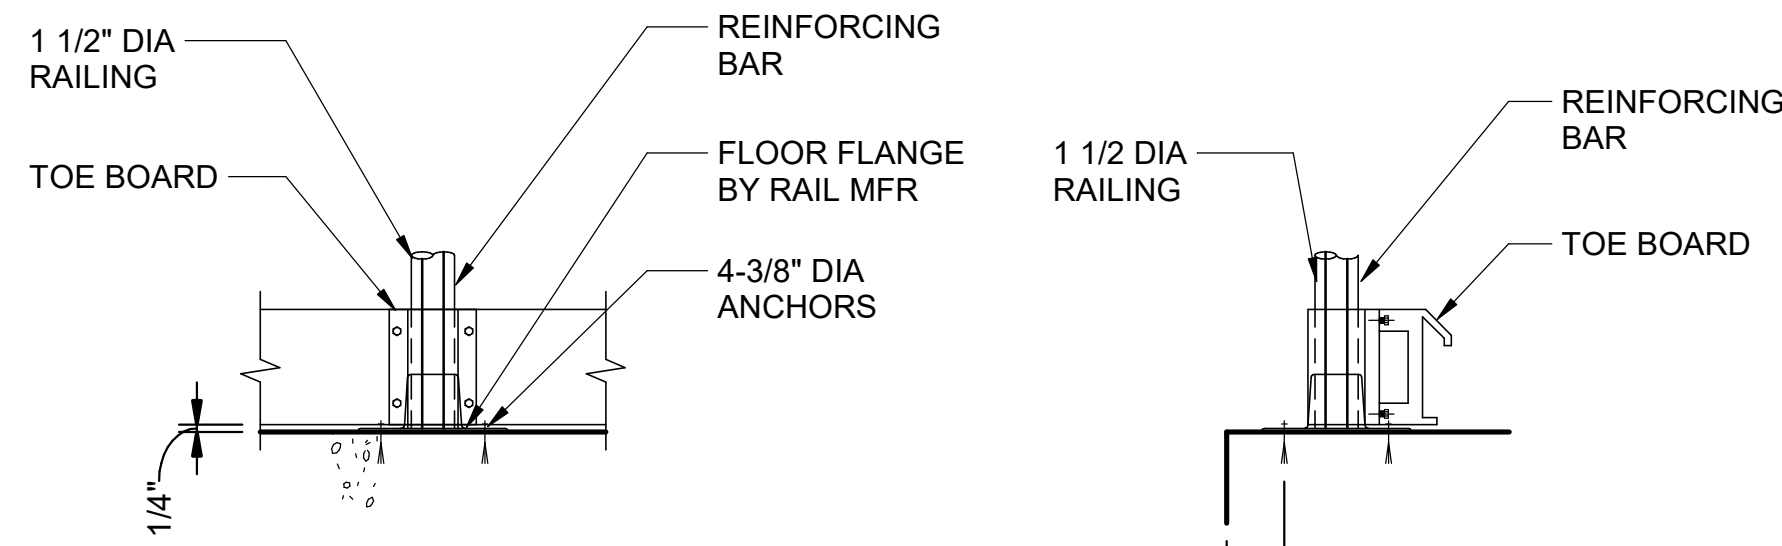 1 1/2" DIA
RAILING
TOE BOARD
REINFORCING
BAR
FLOOR FLANGE
BY RAIL MFR
4-3/8" DIA
ANCHORS
1/4"
1 1/2 DIA
RAILING
REINFORCING
BAR
TOE BOARD